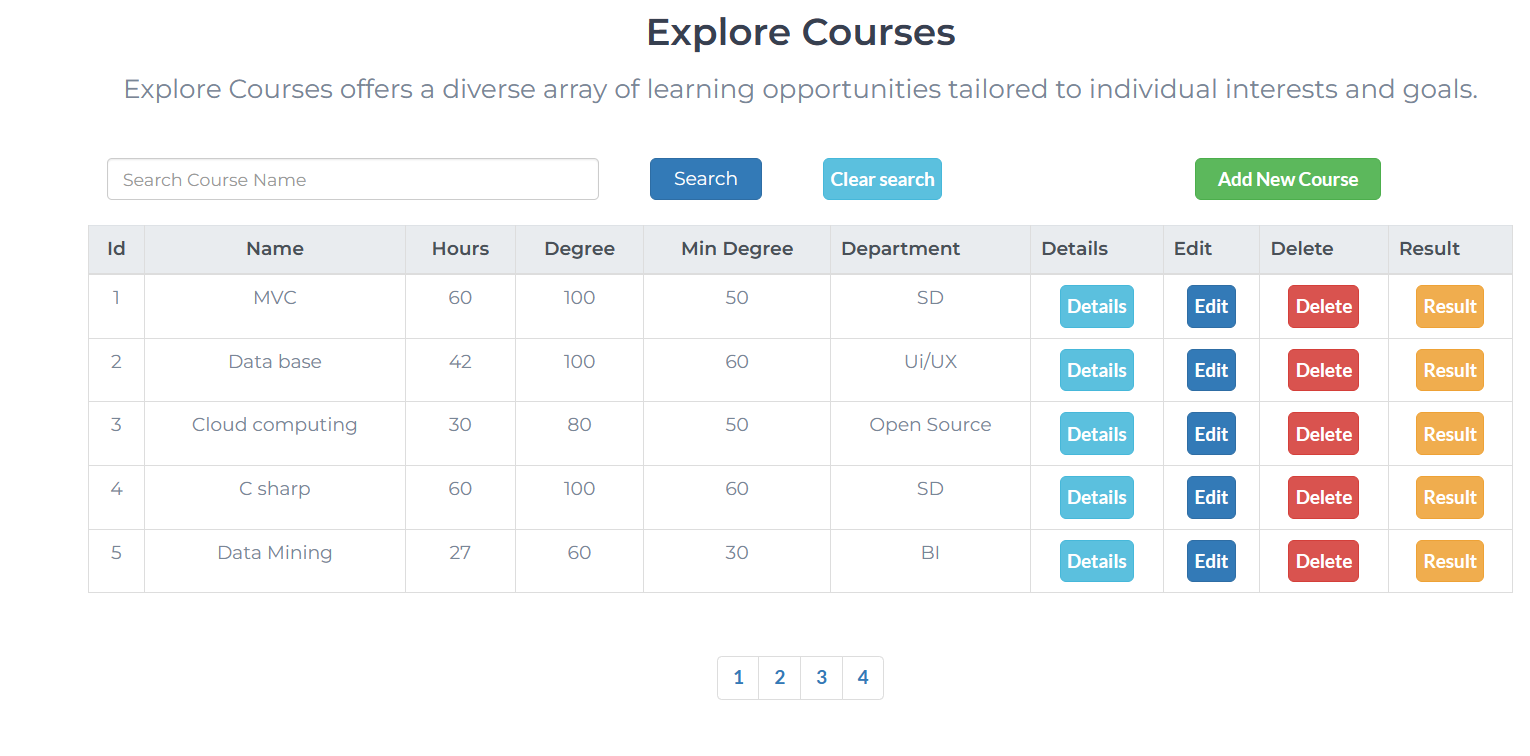 Explore Courses
Explore Courses offers a diverse array of learning opportunities tailored to individual interests and goals.
Search Course Name Search Clear search Add New Course
Id Name Hours Degree Min Degree Department Details Edit Delete Result
1 MVC 60 100 50 SD Details Edit Delete Result
2 Data base 42 100 60 Ui/UX Details Edit Delete Result
3 Cloud computing 30 80 50 Open Source Details Edit Delete Result
4 C sharp 60 100 60 SD Details Edit Delete Result
5 Data Mining 27 60 30 BI Details Edit Delete Result
1 2 3 4